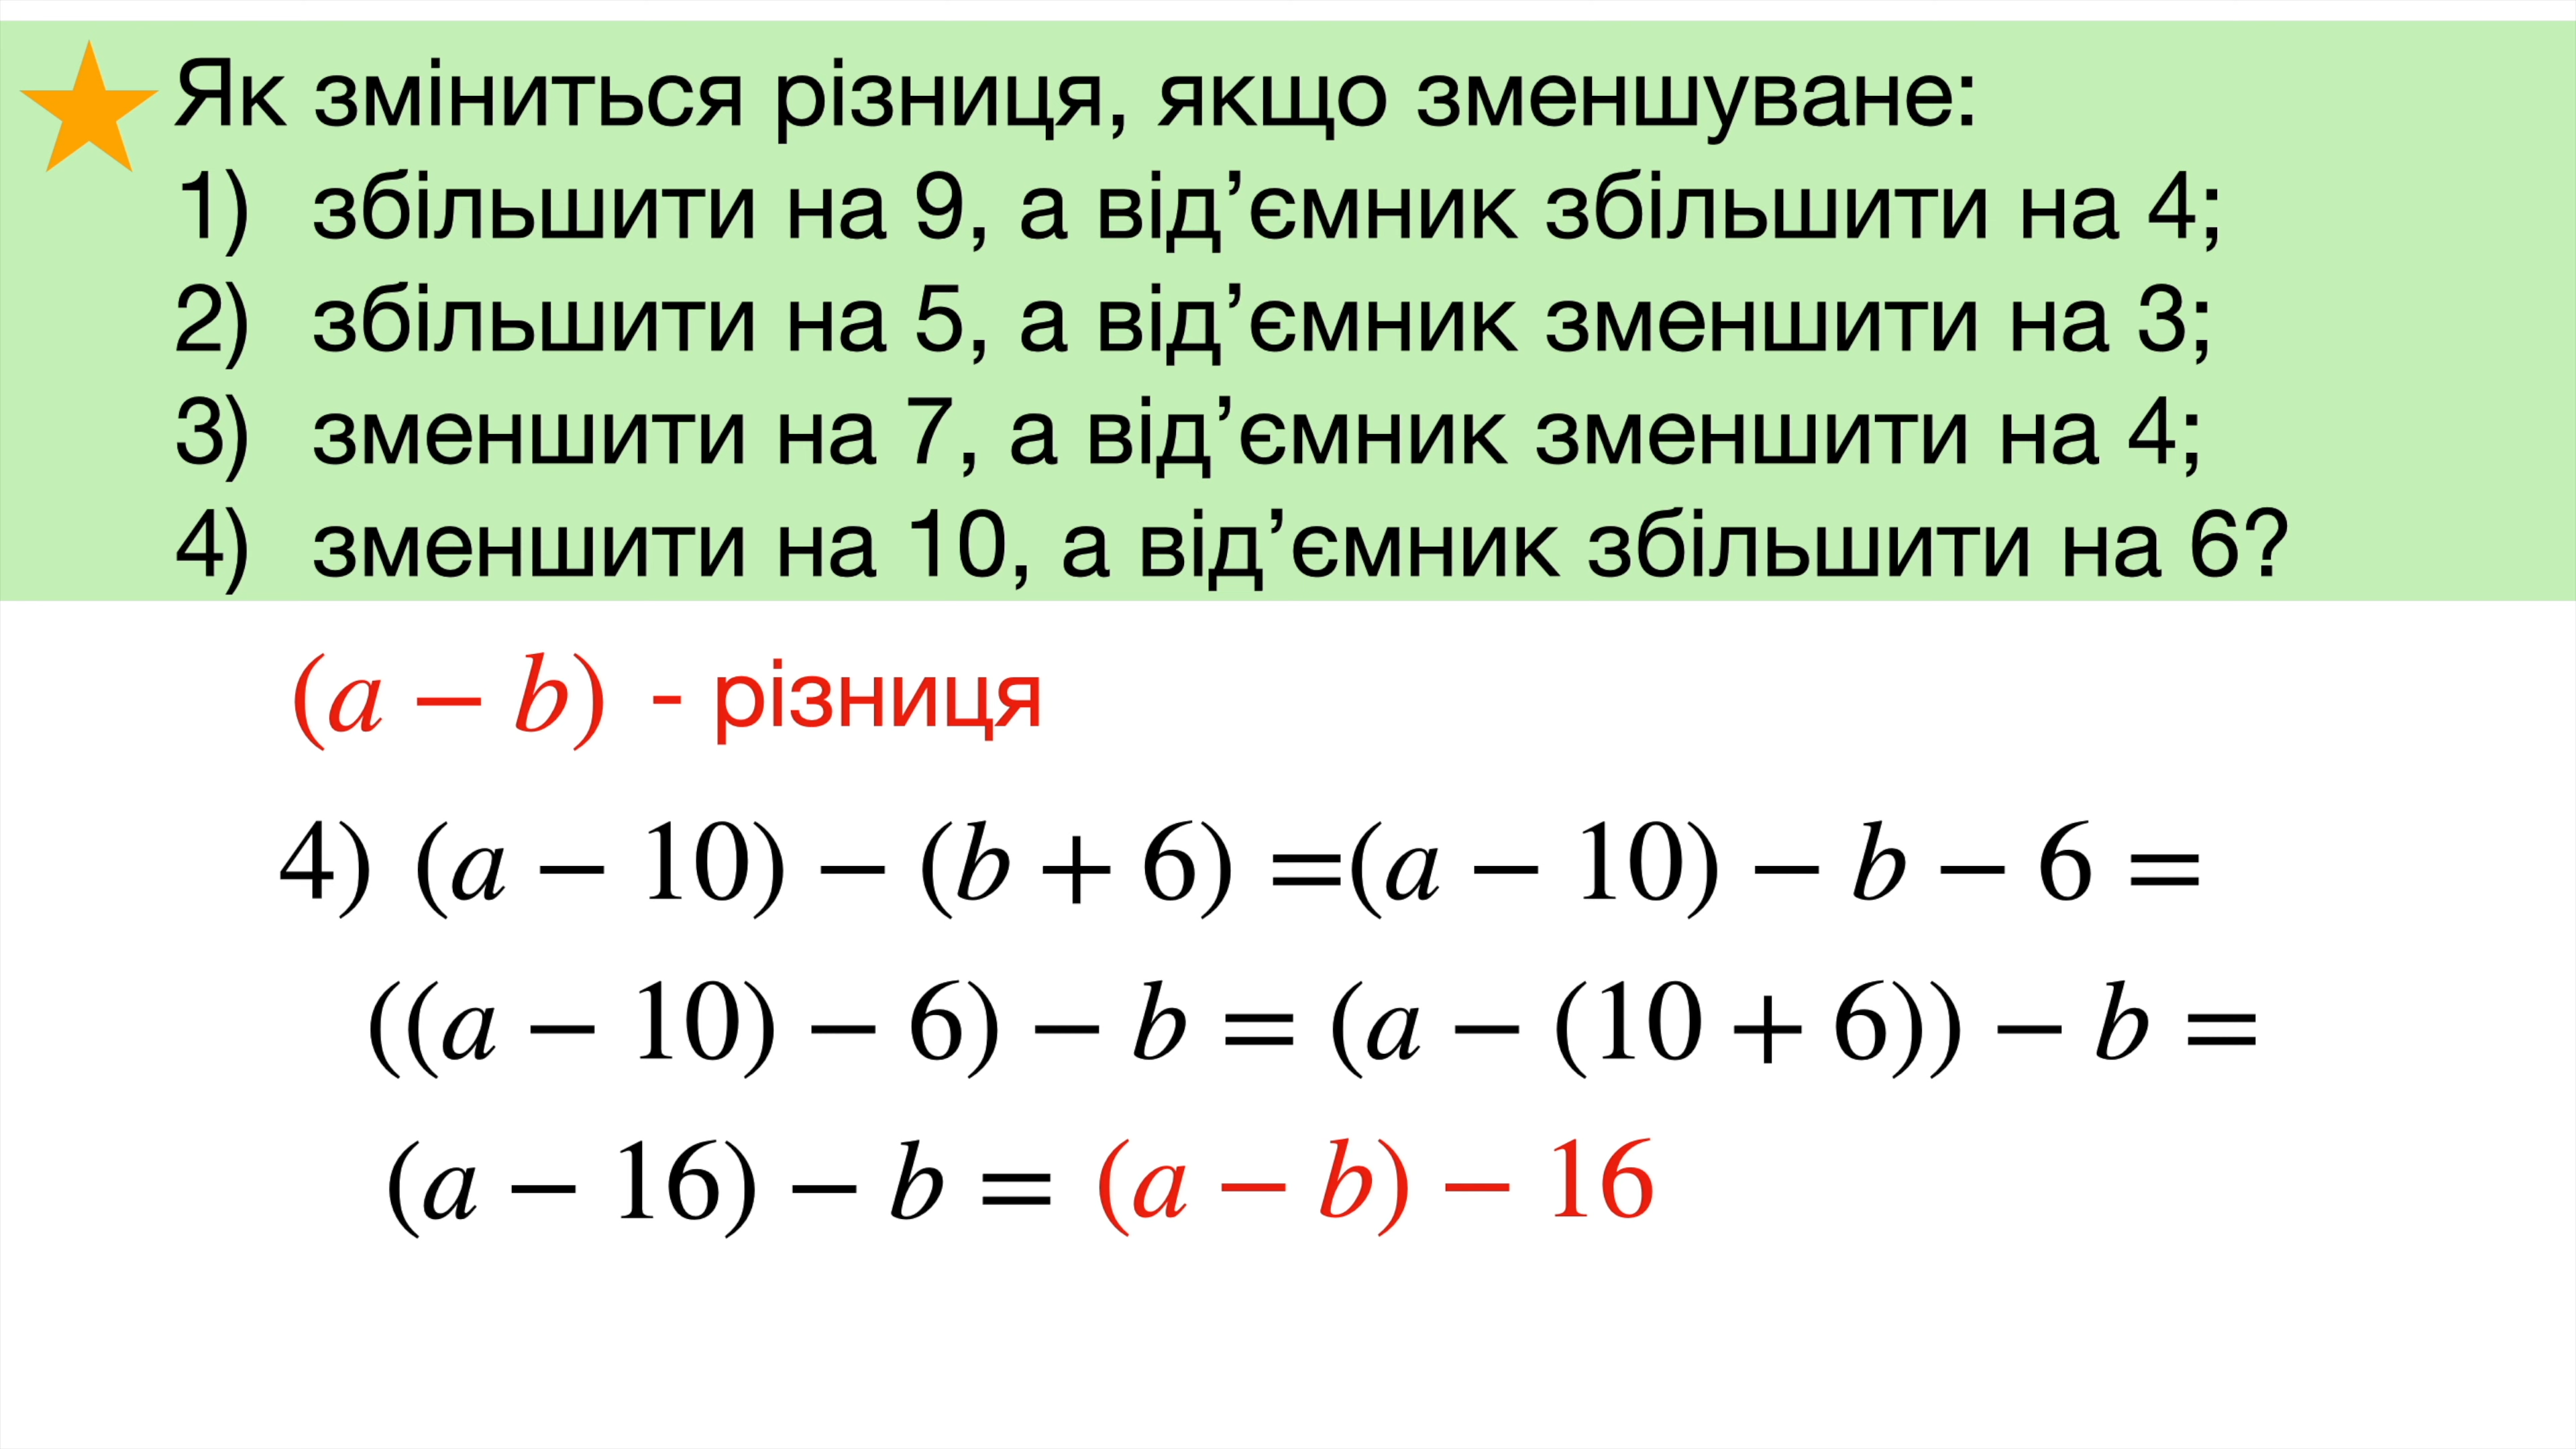 Як зміниться різниця, якщо зменшуване:
1) збільшити на 9, а від’ємник збільшити на 4;
2) збільшити на 5, а від’ємник зменшити на 3;
3) зменшити на 7, а від’ємник зменшити на 4;
4) зменшити на 10, а від’ємник збільшити на 6?
(a − b) - різниця
4) (a − 10) − (b + 6) =(a − 10) − b − 6 =
((a − 10) − 6) − b = (a − (10 + 6)) − b =
(a − 16) − b = (a − b) − 16